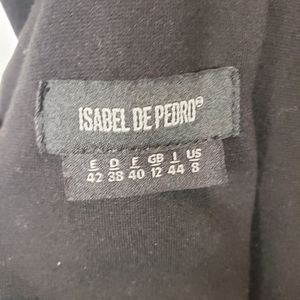 ISABEL DE PEDRO®
E D F GB I US
42 38 40 12 44 8